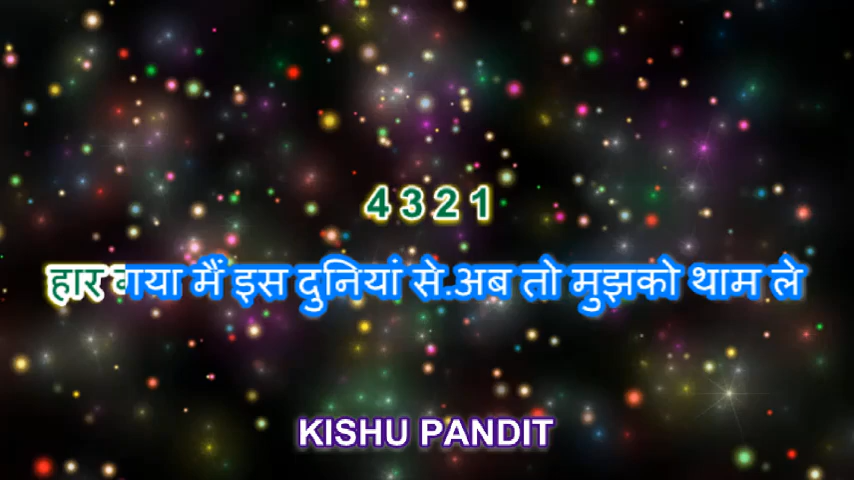 4 3 2 1
हार गया मैं इस दुनियां से.अब तो मुझको थाम ले
KISHU PANDIT